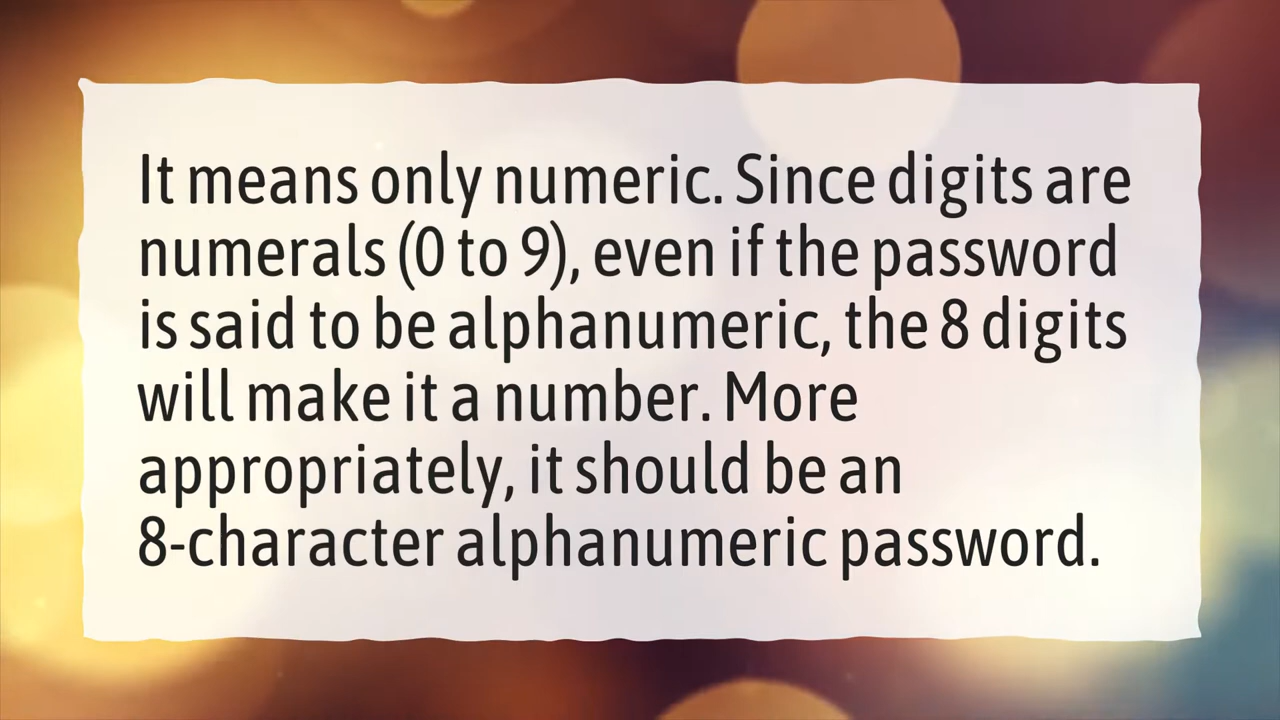 It means only numeric. Since digits are
numerals (0 to 9), even if the password
is said to be alphanumeric, the 8 digits
will make it a number. More
appropriately, it should be an
8-character alphanumeric password.